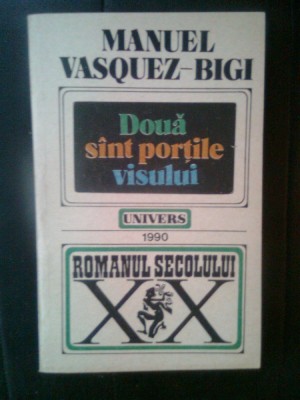 MANUEL
VASQUEZ-BIGI
Două
sînt porțile
visului
UNIVERS
1990
ROMANUL SECOLULUI
XX